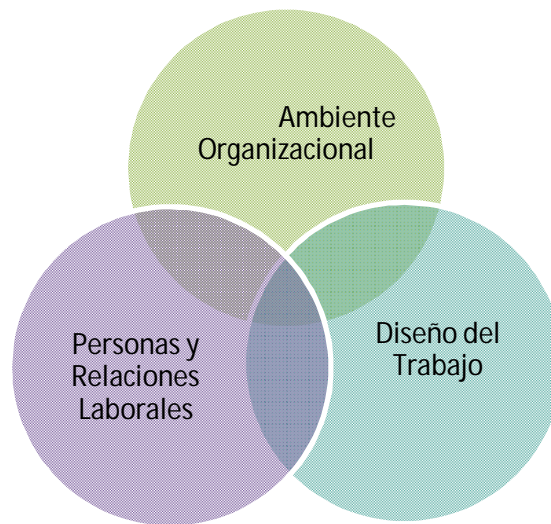 Ambiente
Organizacional
Personas y
Relaciones
Laborales
Diseño del
Trabajo